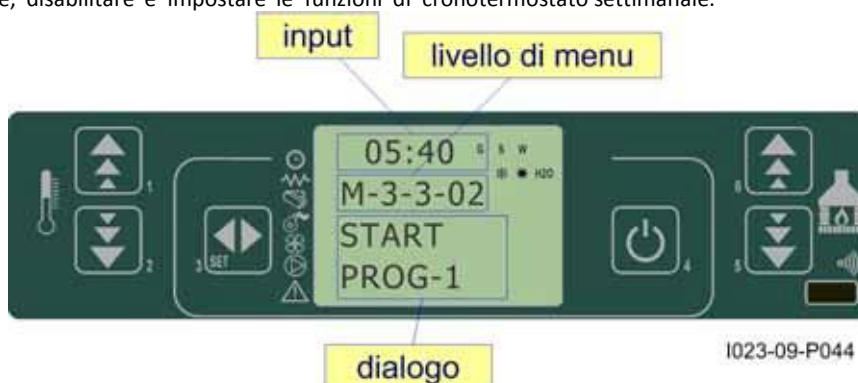 e, disabilitare e impostare le funzioni di cronotermostato settimanale.
input
livello di menu
05:40
G S W
H2O
M-3-3-02
START
PROG-1
1
2
3 SET
4
6
5
dialogo
I023-09-P044